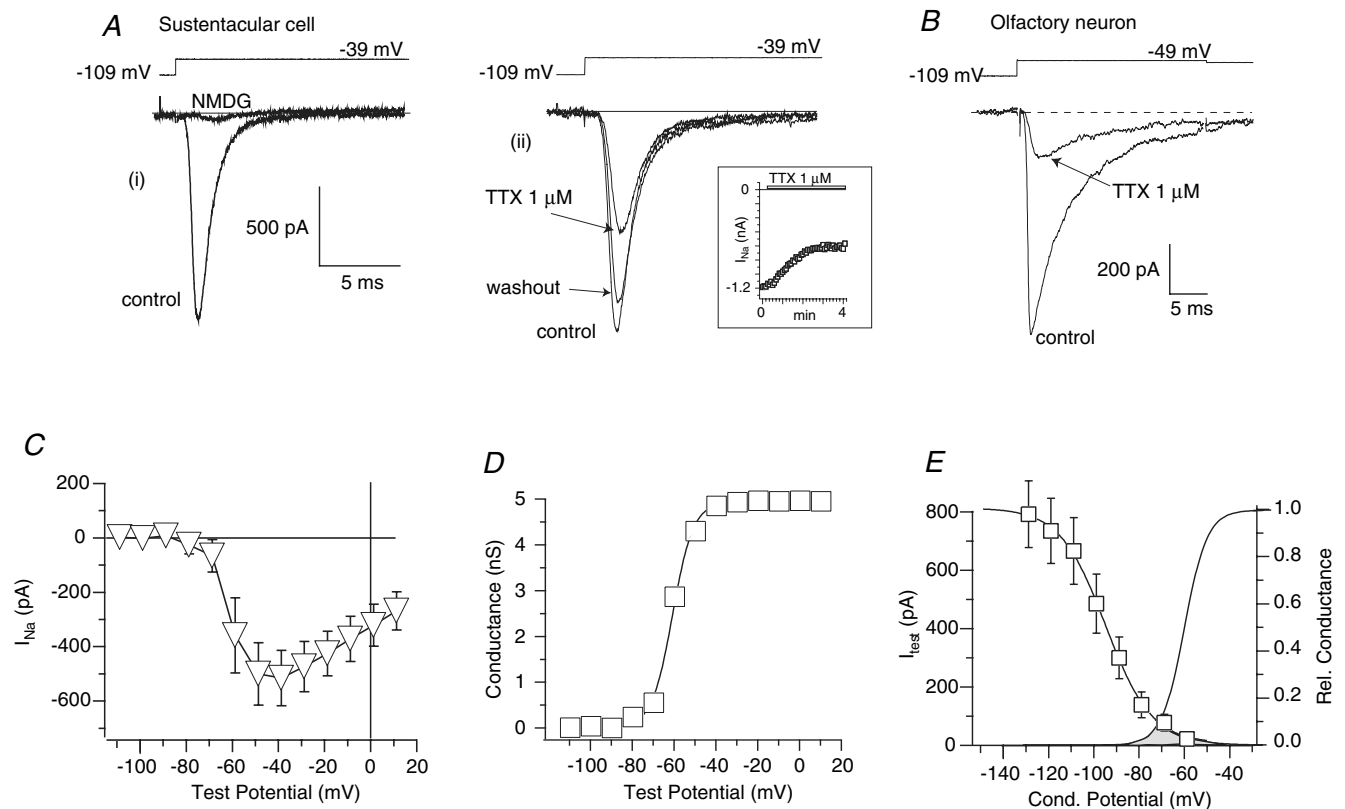 A Sustentacular cell
-39 mV
-109 mV
NMDG
(i)
500 pA
5 ms
control
-39 mV
-109 mV
(ii)
TTX 1 μM
washout
control
TTX 1 μM
0
I_Na (nA)
-1.2
0 min 4
B Olfactory neuron
-49 mV
-109 mV
TTX 1 μM
200 pA
5 ms
control
C
200
0
-200
-400
-600
I_Na (pA)
-100 -80 -60 -40 -20 0 20
Test Potential (mV)
D
5
4
3
2
1
0
Conductance (nS)
-100 -80 -60 -40 -20 0 20
Test Potential (mV)
E
800
600
400
200
0
I_test (pA)
1.0
0.8
0.6
0.4
0.2
0.0
Rel. Conductance
-140 -120 -100 -80 -60 -40
Cond. Potential (mV)